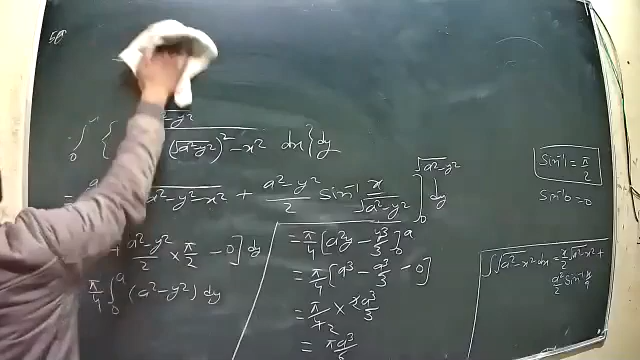 √a²-y²
∫₀ { (√a²-y²)² - x² dx } dy
= √a²-y²-x² + a²-y²/2 sin⁻¹ x/√a²-y² ]₀^√a²-y² dy
+ a²-y²/2 × π/2 - 0] dy
π/4 ∫₀^a (a²-y²) dy
= π/4 [a²y - y³/3]₀^a
= π/4 [a³ - a³/3 - 0]
= π/4 × 2a³/3
= πa³/6
sin⁻¹1 = π/2
sin⁻¹0 = 0
∫√a²-x² dx = x/2 √a²-x² +
a²/2 sin⁻¹ x/a